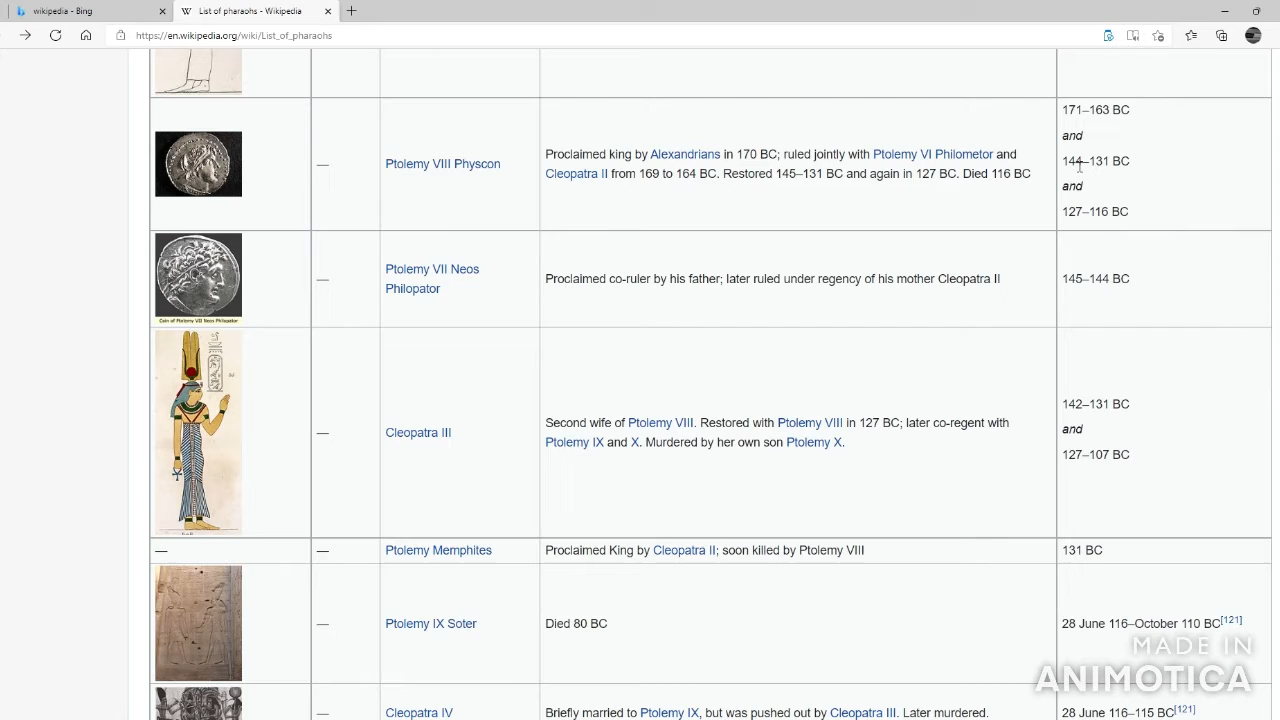 wikipedia - Bing
List of pharaohs - Wikipedia
https://en.wikipedia.org/wiki/List_of_pharaohs
—
Ptolemy VIII Physcon
Proclaimed king by Alexandrians in 170 BC; ruled jointly with Ptolemy VI Philometor and
Cleopatra II from 169 to 164 BC. Restored 145–131 BC and again in 127 BC. Died 116 BC
171–163 BC
and
144–131 BC
and
127–116 BC
Coin of Ptolemy VII Neos Philopator
—
Ptolemy VII Neos
Philopator
Proclaimed co-ruler by his father; later ruled under regency of his mother Cleopatra II
145–144 BC
—
Cleopatra III
Second wife of Ptolemy VIII. Restored with Ptolemy VIII in 127 BC; later co-regent with
Ptolemy IX and X. Murdered by her own son Ptolemy X.
142–131 BC
and
127–107 BC
—
—
Ptolemy Memphites
Proclaimed King by Cleopatra II; soon killed by Ptolemy VIII
131 BC
—
Ptolemy IX Soter
Died 80 BC
28 June 116–October 110 BC[121]
—
Cleopatra IV
Briefly married to Ptolemy IX, but was pushed out by Cleopatra III. Later murdered.
28 June 116–115 BC[121]
MADE IN
ANIMOTICA